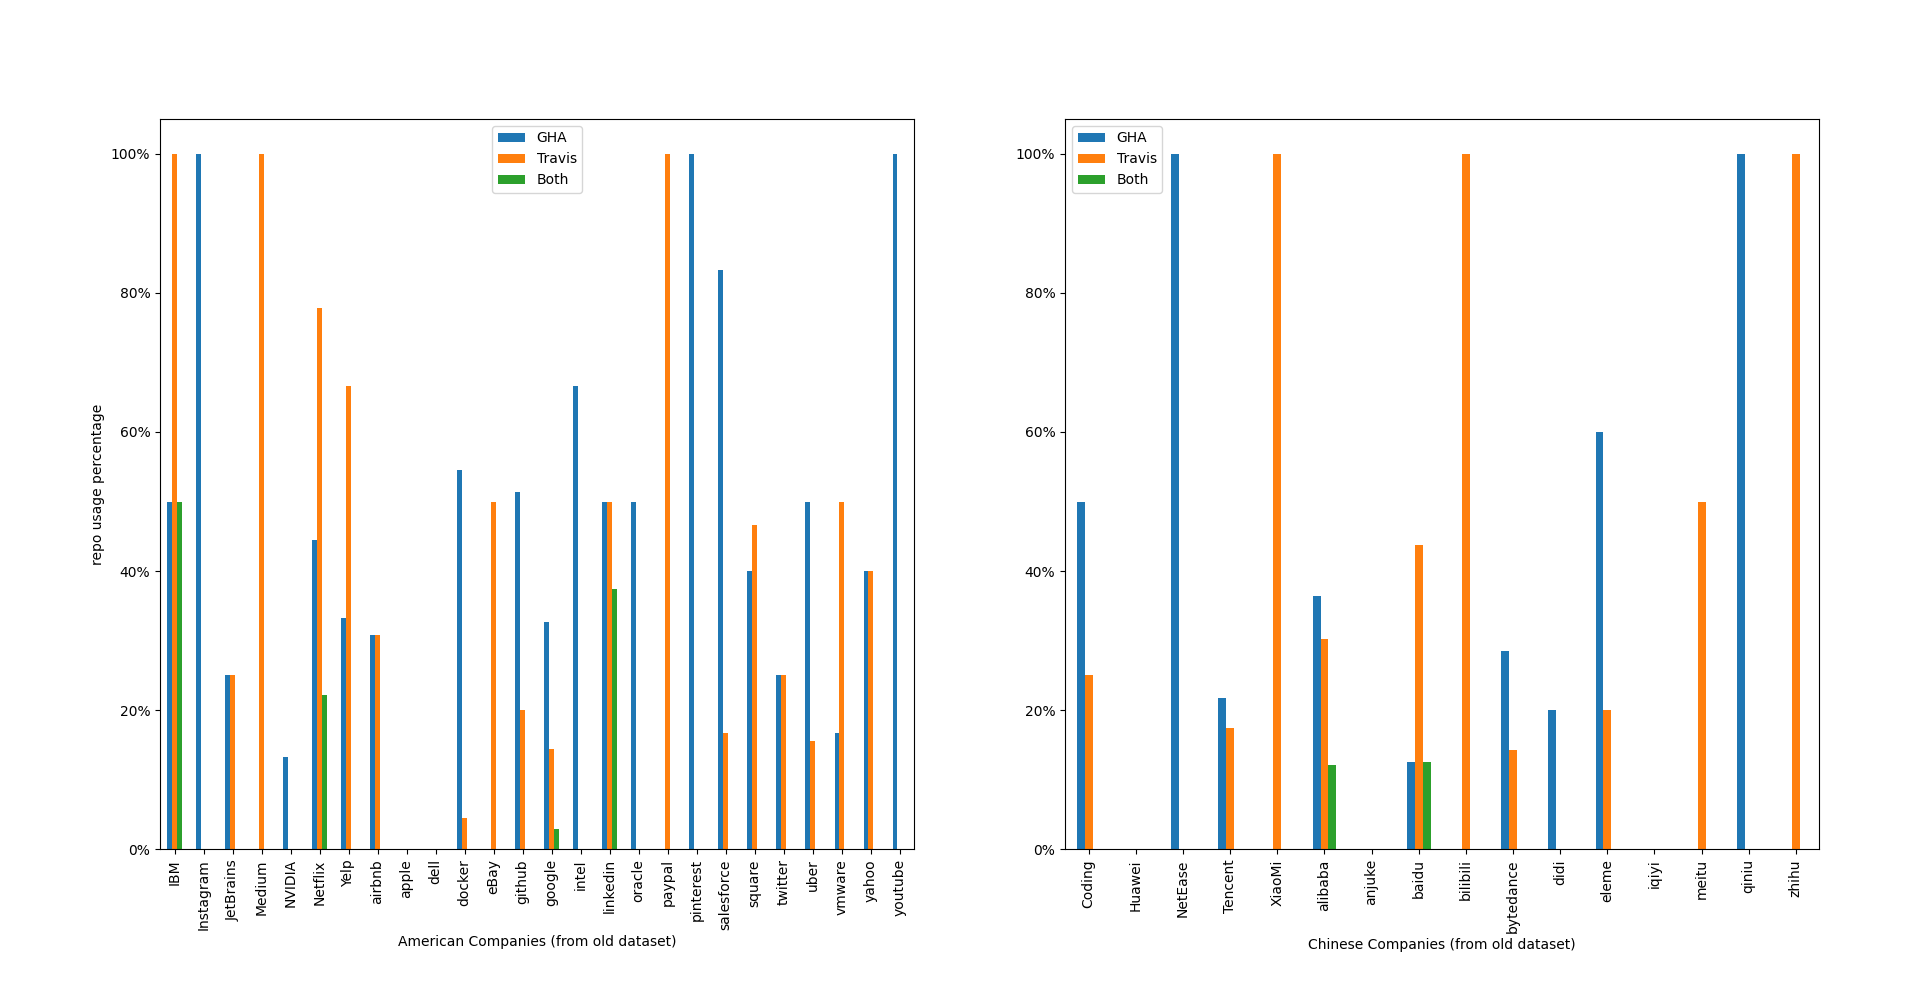 GHA
Travis
Both
100%
80%
60%
40%
20%
0%
repo usage percentage
IBM
Instagram
JetBrains
Medium
NVIDIA
Netflix
Yelp
airbnb
apple
dell
docker
eBay
github
google
intel
linkedin
oracle
paypal
pinterest
salesforce
square
twitter
uber
vmware
yahoo
youtube
American Companies (from old dataset)
GHA
Travis
Both
100%
80%
60%
40%
20%
0%
Coding
Huawei
NetEase
Tencent
XiaoMi
alibaba
anjuke
baidu
bilibili
bytedance
didi
eleme
iqiyi
meitu
qiniu
zhihu
Chinese Companies (from old dataset)